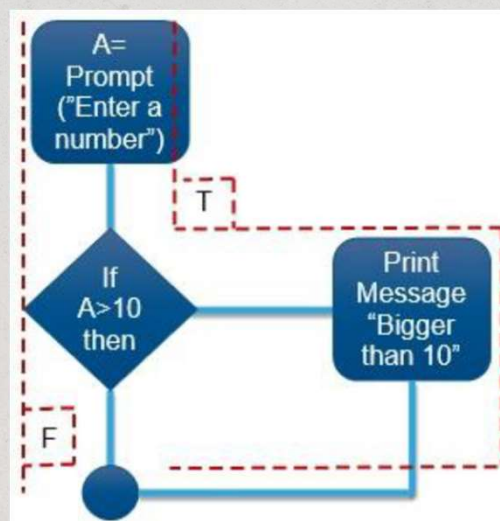 A=
Prompt
("Enter a
number")
T
If
A>10
then
Print
Message
"Bigger
than 10"
F